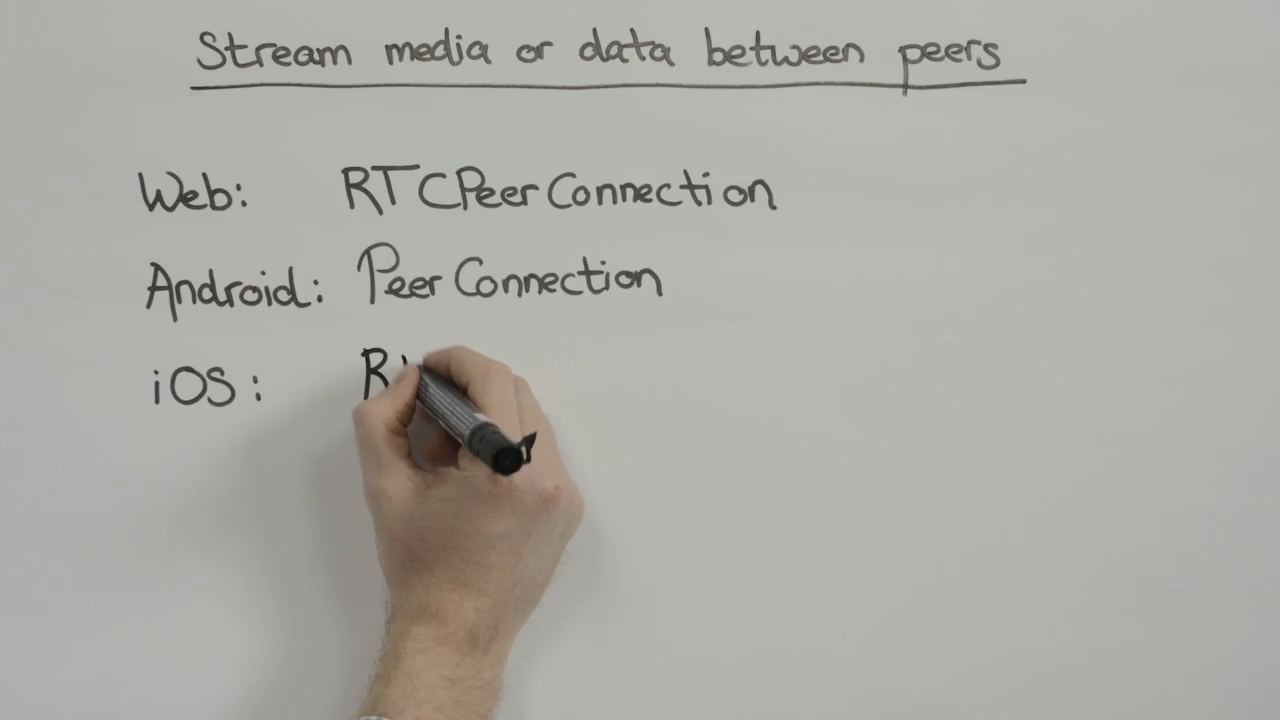 Stream media or data between peers
Web: RTCPeerConnection
Android: PeerConnection
iOS: R